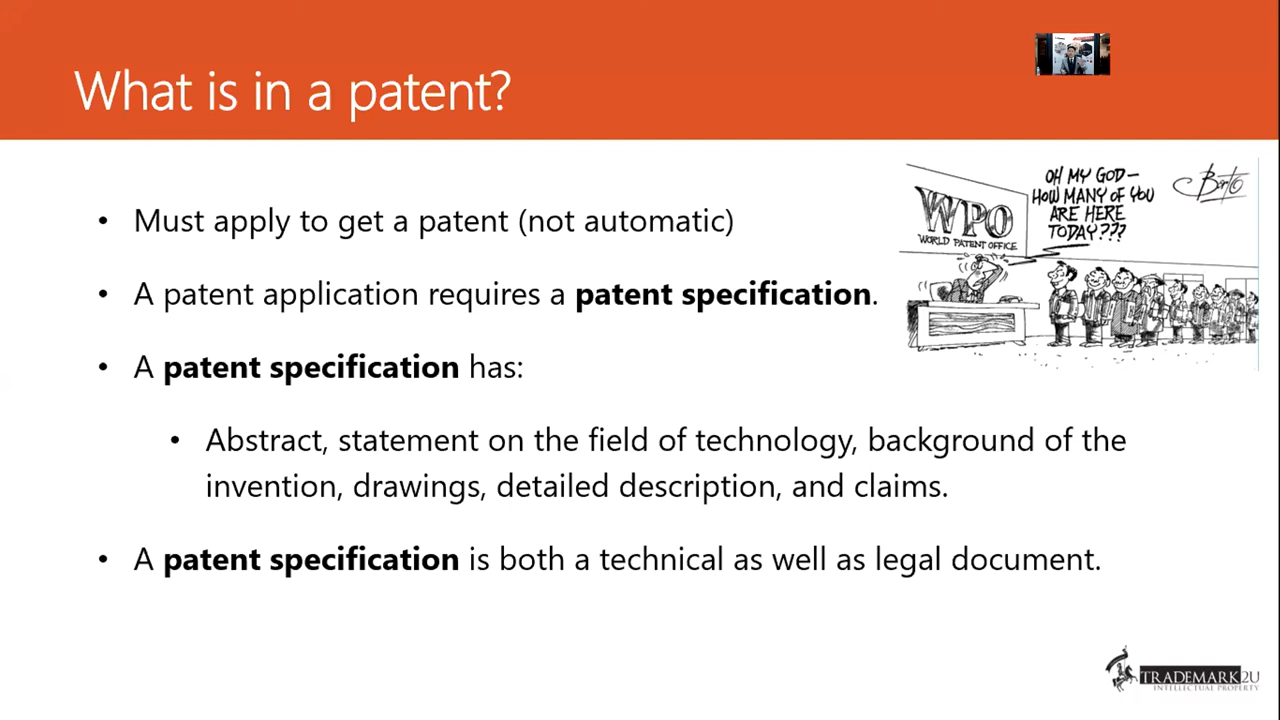 What is in a patent?
• Must apply to get a patent (not automatic)
• A patent application requires a patent specification.
• A patent specification has:
• Abstract, statement on the field of technology, background of the
invention, drawings, detailed description, and claims.
• A patent specification is both a technical as well as legal document.
WPO
WORLD PATENT OFFICE
OH MY GOD—
HOW MANY OF YOU
ARE HERE
TODAY???
TRADEMARK2U
INTELLECTUAL PROPERTY